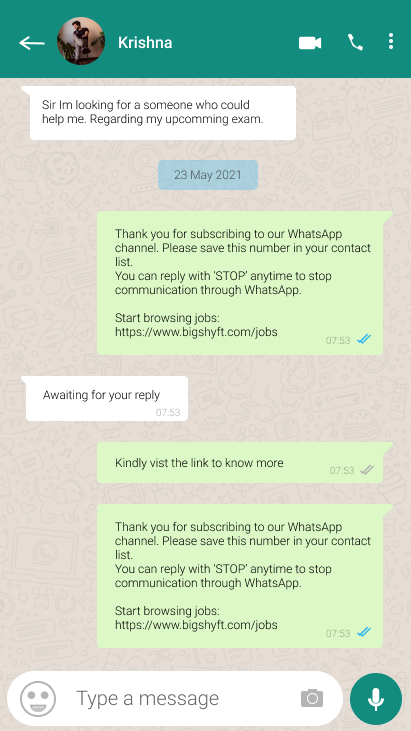 Krishna
Sir Im looking for a someone who could
help me. Regarding my upcomming exam.
23 May 2021
Thank you for subscribing to our WhatsApp
channel. Please save this number in your contact
list.
You can reply with ‘STOP’ anytime to stop
communication through WhatsApp.
Start browsing jobs:
https://www.bigshyft.com/jobs
07:53
Awaiting for your reply
07:53
Kindly vist the link to know more
07:53
Thank you for subscribing to our WhatsApp
channel. Please save this number in your contact
list.
You can reply with ‘STOP’ anytime to stop
communication through WhatsApp.
Start browsing jobs:
https://www.bigshyft.com/jobs
07:53
Type a message